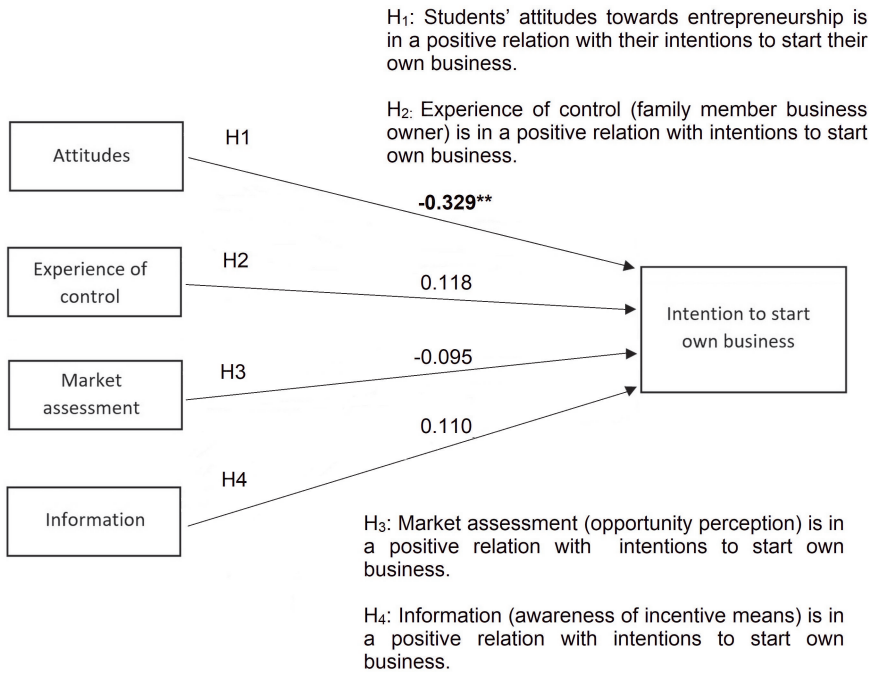 H₁: Students' attitudes towards entrepreneurship is
in a positive relation with their intentions to start their
own business.
H₂: Experience of control (family member business
owner) is in a positive relation with intentions to start
own business.
H1
Attitudes
-0.329**
H2
Experience of
control
0.118
Intention to start
own business
-0.095
H3
Market
assessment
0.110
H4
Information
H₃: Market assessment (opportunity perception) is in
a positive relation with intentions to start own
business.
H₄: Information (awareness of incentive means) is in
a positive relation with intentions to start own
business.